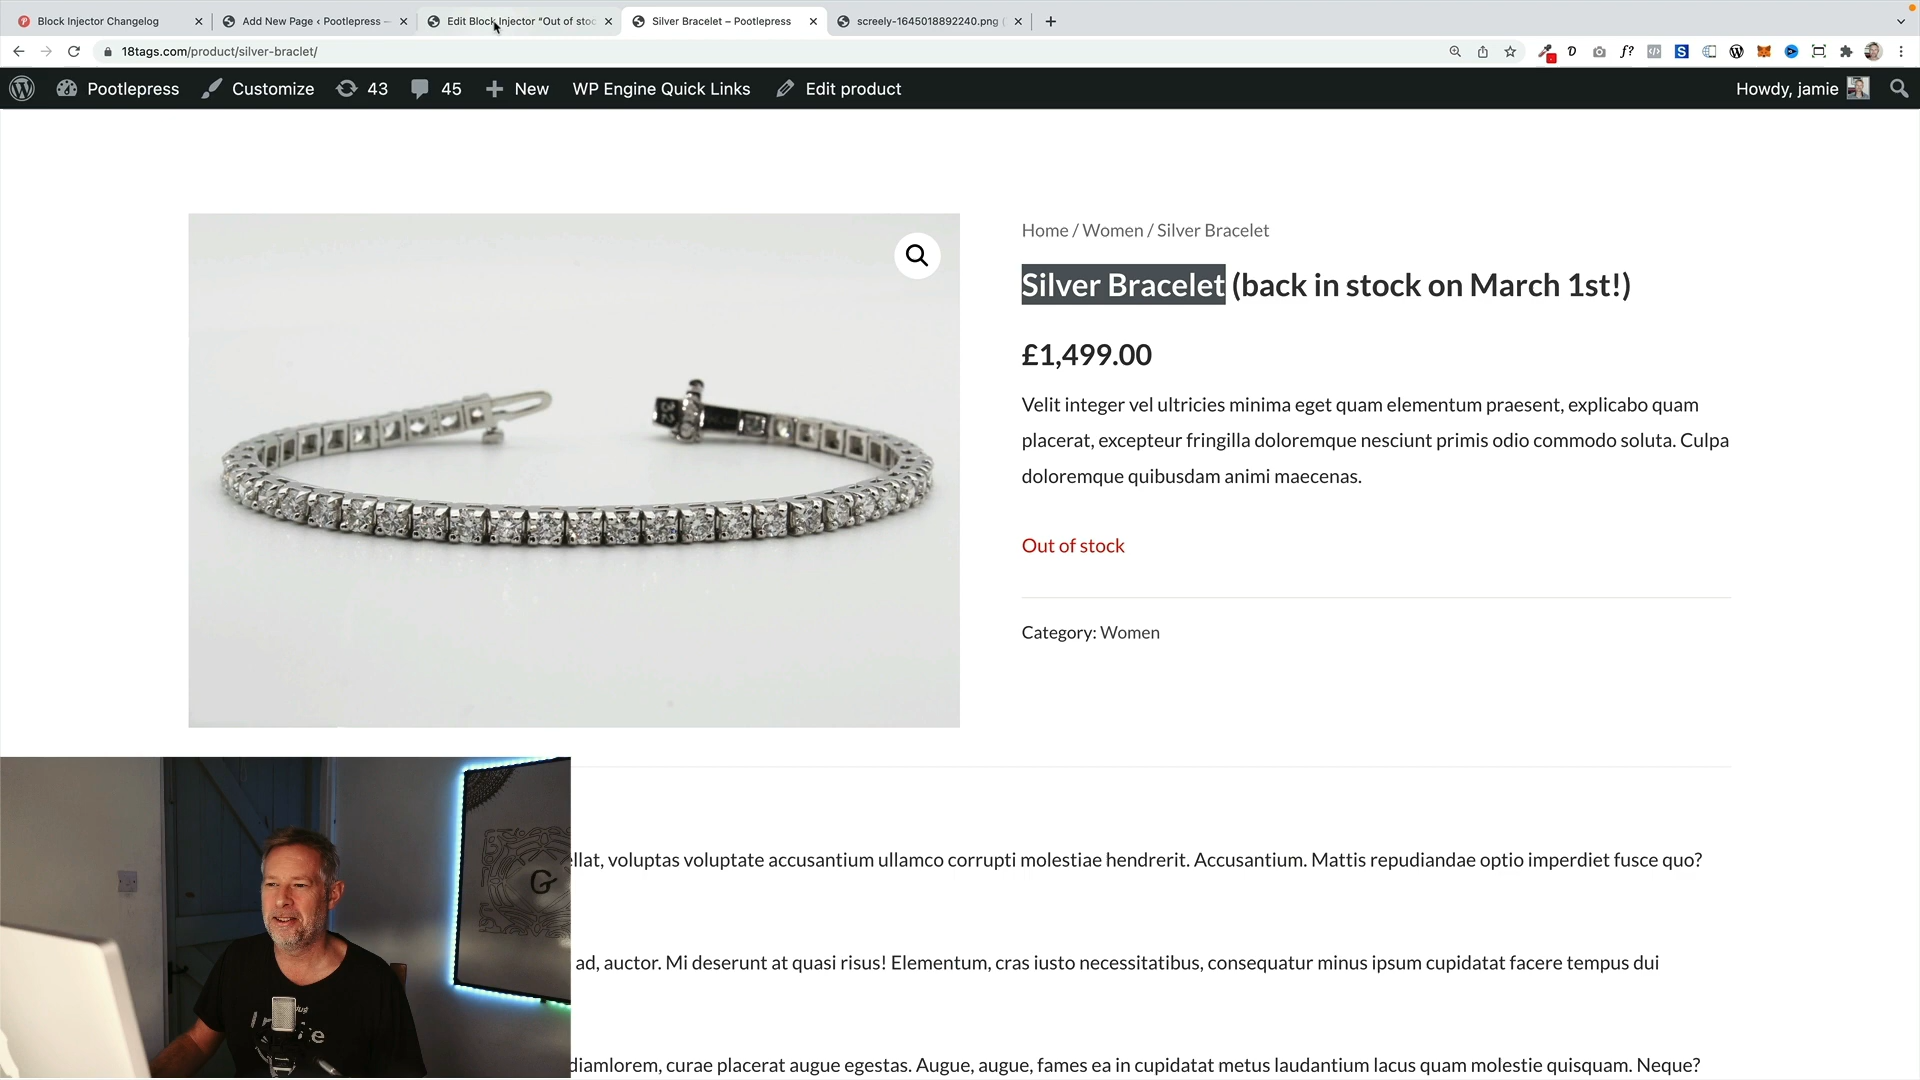 Block Injector Changelog
Add New Page ‹ Pootlepress —
Edit Block Injector “Out of stoc
Silver Bracelet – Pootlepress
screely-1645018892240.png (
18tags.com/product/silver-braclet/
Pootlepress
Customize
43
45
New
WP Engine Quick Links
Edit product
Howdy, jamie
Home / Women / Silver Bracelet
Silver Bracelet (back in stock on March 1st!)
£1,499.00
Velit integer vel ultricies minima eget quam elementum praesent, explicabo quam
placerat, excepteur fringilla doloremque nesciunt primis odio commodo soluta. Culpa
doloremque quibusdam animi maecenas.
Out of stock
Category: Women
ellat, voluptas voluptate accusantium ullamco corrupti molestiae hendrerit. Accusantium. Mattis repudiandae optio imperdiet fusce quo?
ad, auctor. Mi deserunt at quasi risus! Elementum, cras iusto necessitatibus, consequatur minus ipsum cupidatat facere tempus dui
diamlorem, curae placerat augue egestas. Augue, augue, fames ea in cupidatat metus laudantium lacus quam molestie quisquam. Neque?
G